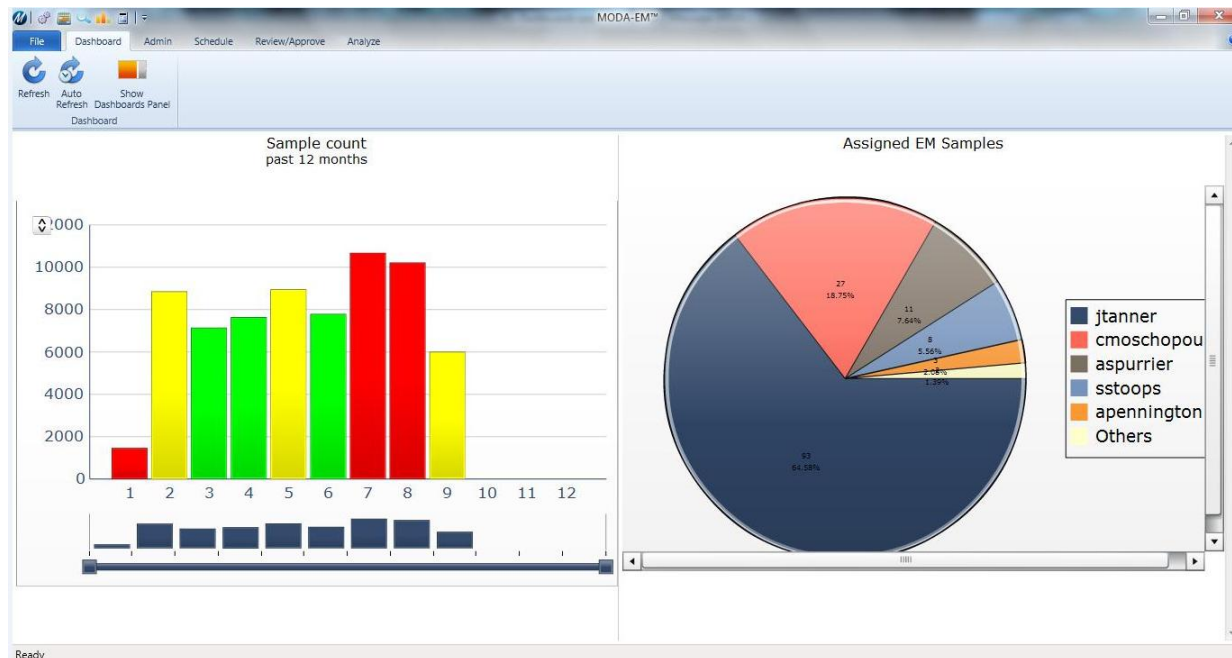 MODA-EM™
File Dashboard Admin Schedule Review/Approve Analyze
Refresh
Auto Refresh
Show Dashboards Panel
Dashboard
Sample count
past 12 months
2000
10000
8000
6000
4000
2000
0
1 2 3 4 5 6 7 8 9 10 11 12
Assigned EM Samples
27
18.75%
11
7.64%
8
5.56%
3
2.08%
1.39%
93
64.58%
jtanner
cmoschopou
aspurrier
sstoops
apennington
Others
Ready